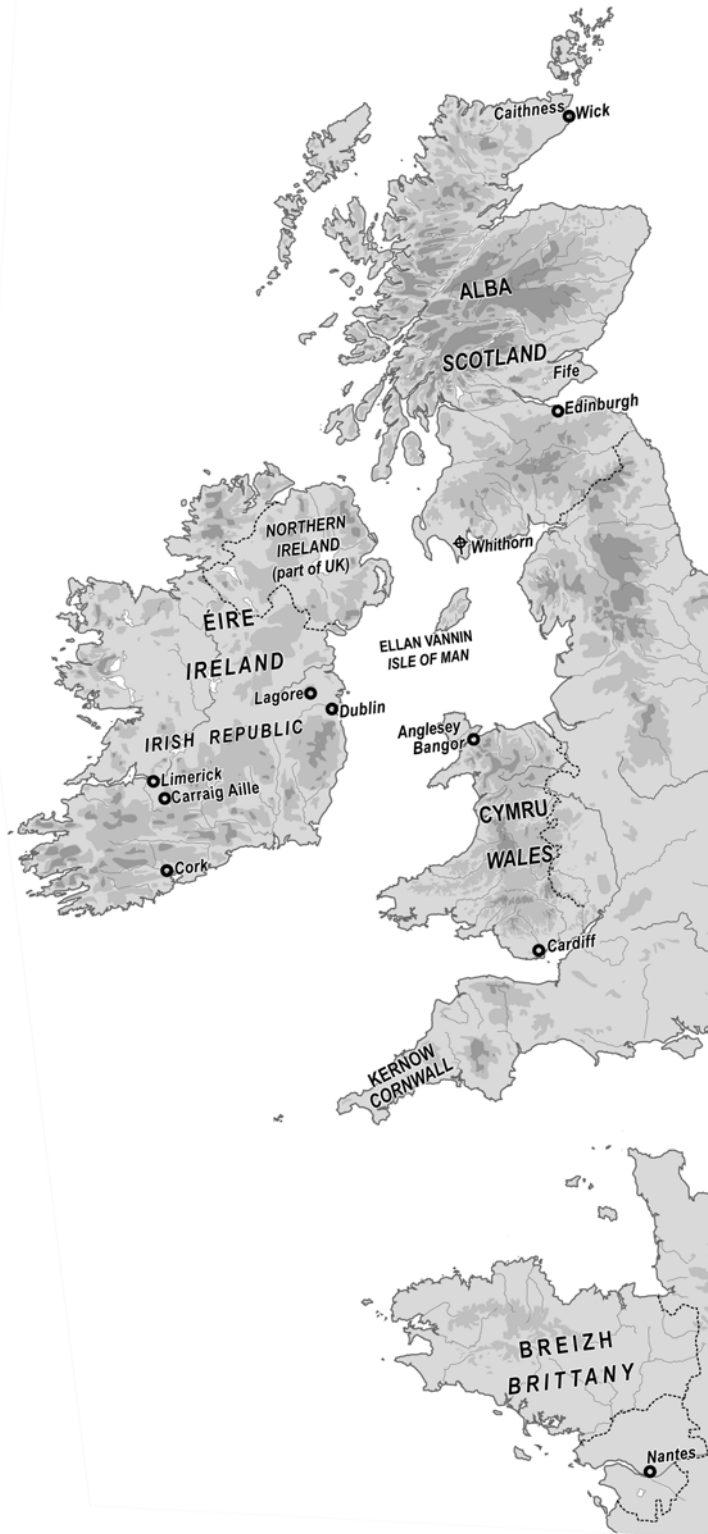 Caithness
Wick
ALBA
SCOTLAND
Fife
Edinburgh
NORTHERN
IRELAND
(part of UK)
Whithorn
ÉIRE
IRELAND
ELLAN VANNIN
ISLE OF MAN
Lagore
Dublin
IRISH REPUBLIC
Anglesey
Bangor
Limerick
Carraig Aille
CYMRU
WALES
Cork
Cardiff
KERNOW
CORNWALL
BREIZH
BRITTANY
Nantes